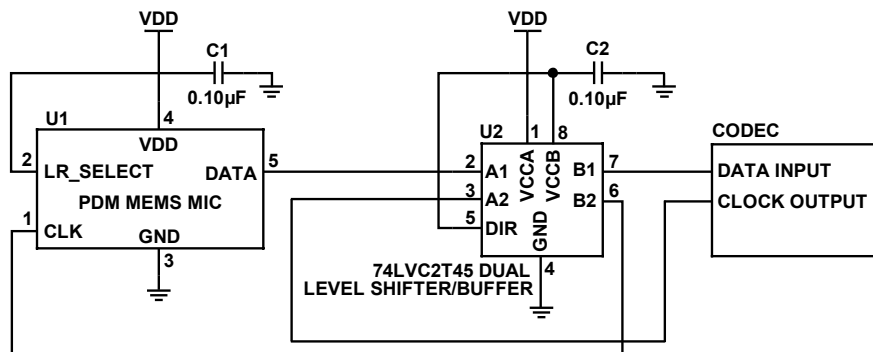 VDD
C1
0.10µF
U1
4
VDD
2
LR_SELECT
DATA
5
PDM MEMS MIC
1
CLK
GND
3
VDD
C2
0.10µF
U2
1
8
2
A1
VCCA
VCCB
B1
7
3
A2
B2
6
5
DIR
GND
4
74LVC2T45 DUAL
LEVEL SHIFTER/BUFFER
CODEC
DATA INPUT
CLOCK OUTPUT